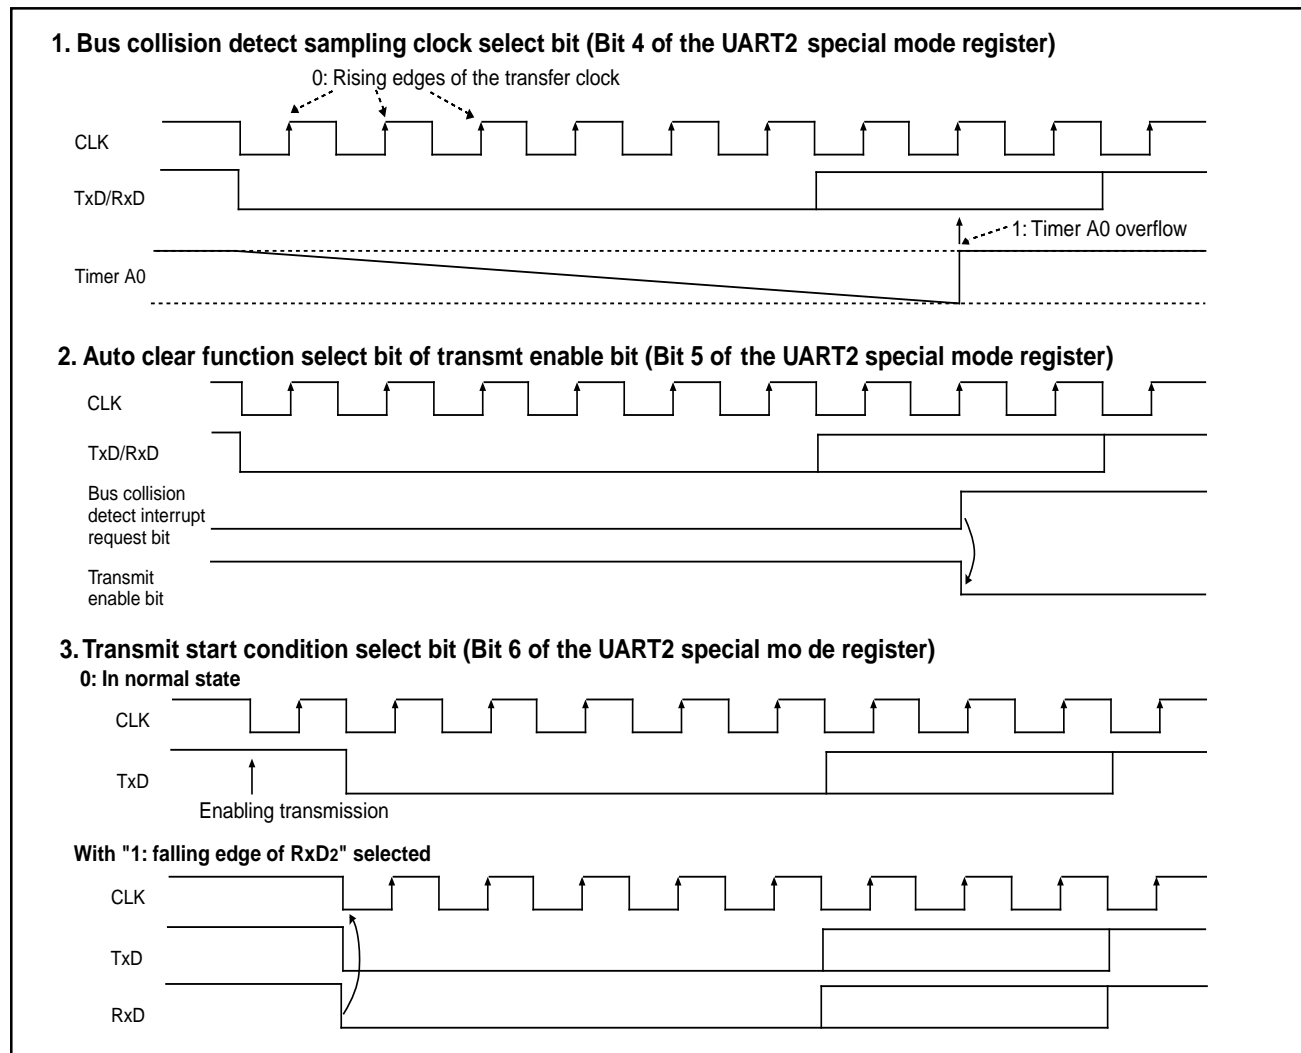 1. Bus collision detect sampling clock select bit (Bit 4 of the UART2 special mode register)
0: Rising edges of the transfer clock
CLK
TxD/RxD
1: Timer A0 overflow
Timer A0
2. Auto clear function select bit of transmt enable bit (Bit 5 of the UART2 special mode register)
CLK
TxD/RxD
Bus collision
detect interrupt
request bit
Transmit
enable bit
3. Transmit start condition select bit (Bit 6 of the UART2 special mo de register)
0: In normal state
CLK
TxD
Enabling transmission
With "1: falling edge of RxD2" selected
CLK
TxD
RxD